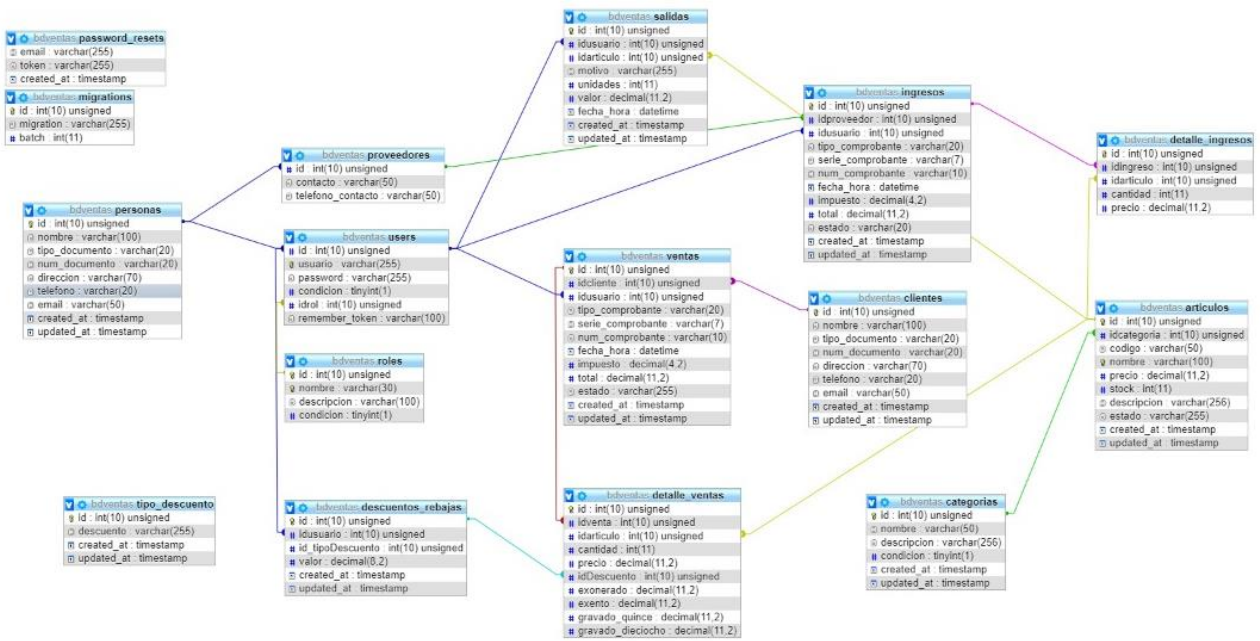 bdventas password_resets
email : varchar(255)
token : varchar(255)
created_at : timestamp
bdventas migrations
id : int(10) unsigned
migration : varchar(255)
batch : int(11)
bdventas personas
id : int(10) unsigned
nombre : varchar(100)
tipo_documento : varchar(20)
num_documento : varchar(20)
direccion : varchar(70)
telefono : varchar(20)
email : varchar(50)
created_at : timestamp
updated_at : timestamp
bdventas tipo_descuento
id : int(10) unsigned
descuento : varchar(255)
created_at : timestamp
updated_at : timestamp
bdventas proveedores
id : int(10) unsigned
contacto : varchar(50)
telefono_contacto : varchar(50)
bdventas users
id : int(10) unsigned
usuario : varchar(255)
password : varchar(255)
condicion : tinyint(1)
idrol : int(10) unsigned
remember_token : varchar(100)
bdventas roles
id : int(10) unsigned
nombre : varchar(30)
descripcion : varchar(100)
condicion : tinyint(1)
bdventas descuentos_rebajas
id : int(10) unsigned
idusuario : int(10) unsigned
id_tipoDescuento : int(10) unsigned
valor : decimal(8,2)
created_at : timestamp
updated_at : timestamp
bdventas salidas
id : int(10) unsigned
idusuario : int(10) unsigned
idarticulo : int(10) unsigned
motivo : varchar(255)
unidades : int(11)
valor : decimal(11,2)
fecha_hora : datetime
created_at : timestamp
updated_at : timestamp
bdventas ventas
id : int(10) unsigned
idcliente : int(10) unsigned
idusuario : int(10) unsigned
tipo_comprobante : varchar(20)
serie_comprobante : varchar(7)
num_comprobante : varchar(10)
fecha_hora : datetime
impuesto : decimal(4,2)
total : decimal(11,2)
estado : varchar(255)
created_at : timestamp
updated_at : timestamp
bdventas detalle_ventas
id : int(10) unsigned
idventa : int(10) unsigned
idarticulo : int(10) unsigned
cantidad : int(11)
precio : decimal(11,2)
idDescuento : int(10) unsigned
exonerado : decimal(11,2)
exento : decimal(11,2)
gravado_quince : decimal(11,2)
gravado_dieciocho : decimal(11,2)
bdventas ingresos
id : int(10) unsigned
idproveedor : int(10) unsigned
idusuario : int(10) unsigned
tipo_comprobante : varchar(20)
serie_comprobante : varchar(7)
num_comprobante : varchar(10)
fecha_hora : datetime
impuesto : decimal(4,2)
total : decimal(11,2)
estado : varchar(20)
created_at : timestamp
updated_at : timestamp
bdventas clientes
id : int(10) unsigned
nombre : varchar(100)
tipo_documento : varchar(20)
num_documento : varchar(20)
direccion : varchar(70)
telefono : varchar(20)
email : varchar(50)
created_at : timestamp
updated_at : timestamp
bdventas categorias
id : int(10) unsigned
nombre : varchar(50)
descripcion : varchar(256)
condicion : tinyint(1)
created_at : timestamp
updated_at : timestamp
bdventas detalle_ingresos
id : int(10) unsigned
idingreso : int(10) unsigned
idarticulo : int(10) unsigned
cantidad : int(11)
precio : decimal(11,2)
bdventas articulos
id : int(10) unsigned
idcategoria : int(10) unsigned
codigo : varchar(50)
nombre : varchar(100)
precio : decimal(11,2)
stock : int(11)
descripcion : varchar(256)
estado : varchar(255)
created_at : timestamp
updated_at : timestamp